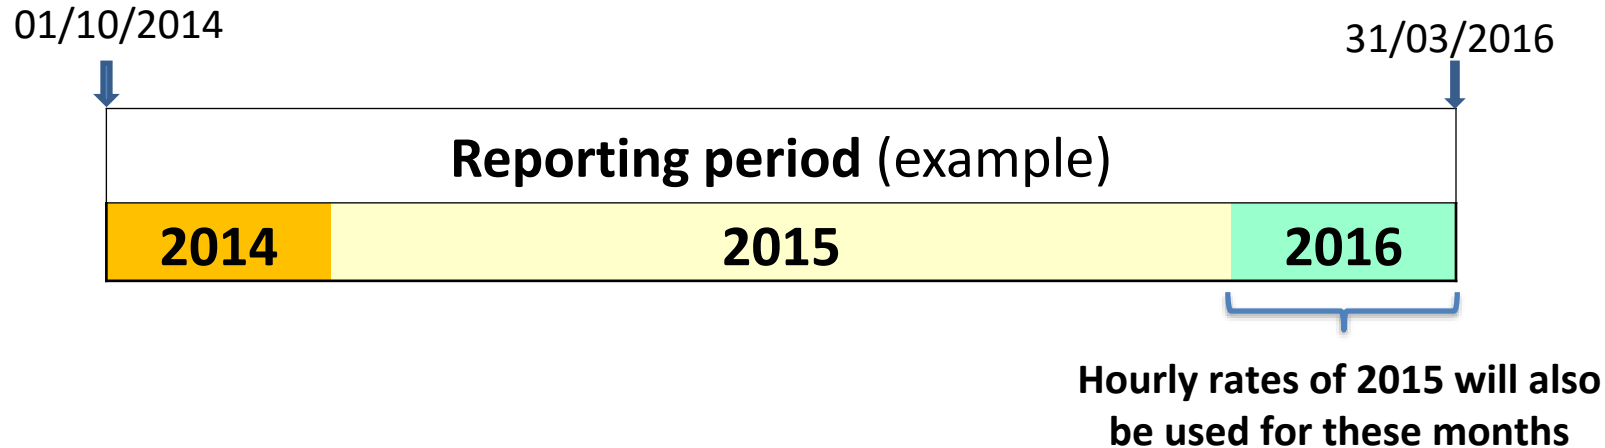 01/10/2014
31/03/2016
Reporting period (example)
2014 2015 2016
Hourly rates of 2015 will also
be used for these months